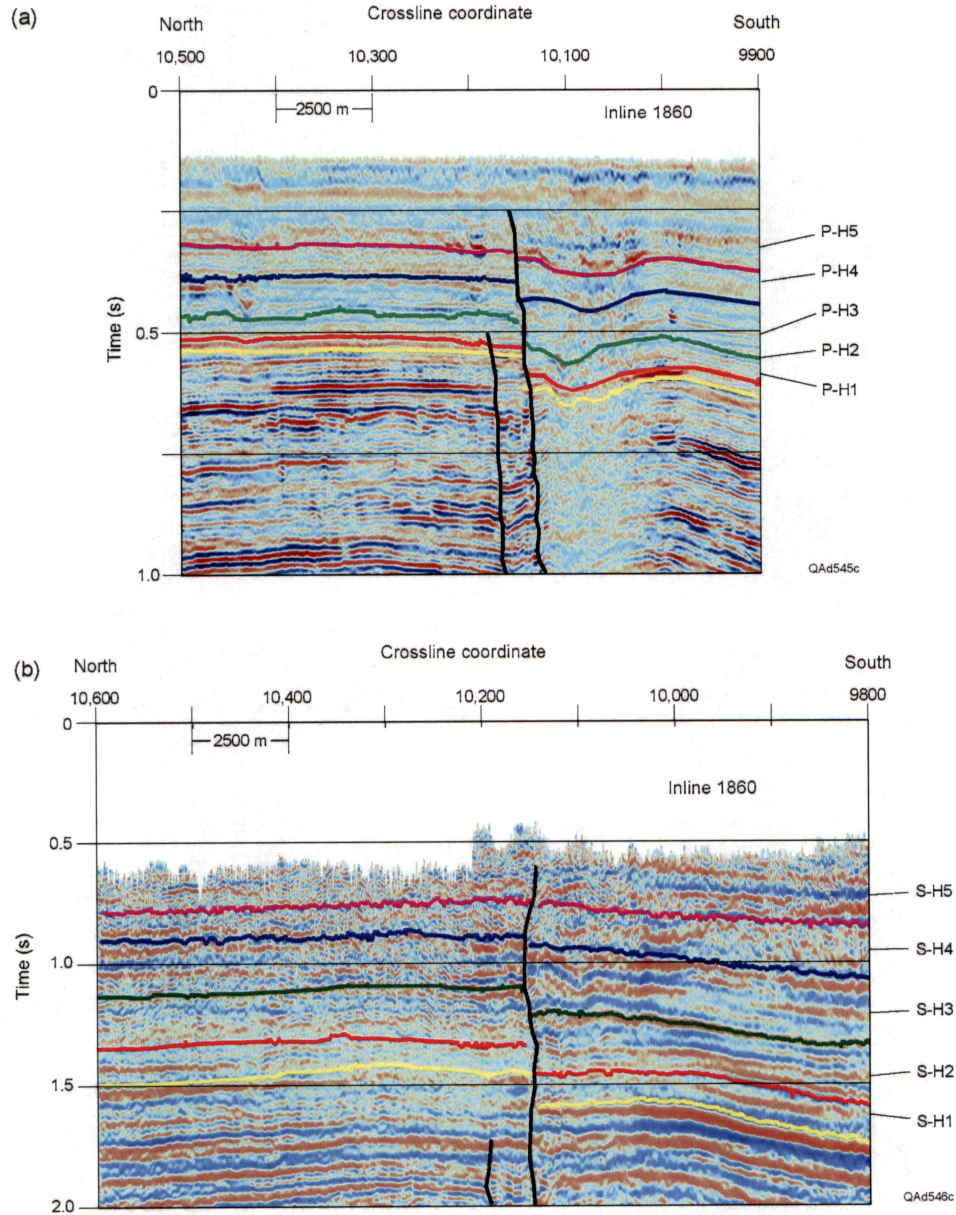 (a)
Crossline coordinate
North
South
10,500
10,300
10,100
9900
0
2500 m
Inline 1860
P-H5
P-H4
P-H3
P-H2
P-H1
Time (s)
0.5
1.0
QAd545c
(b)
Crossline coordinate
North
South
10,600
10,400
10,200
10,000
9800
0
2500 m
Inline 1860
0.5
S-H5
S-H4
1.0
Time (s)
S-H3
S-H2
1.5
S-H1
2.0
QAd546c